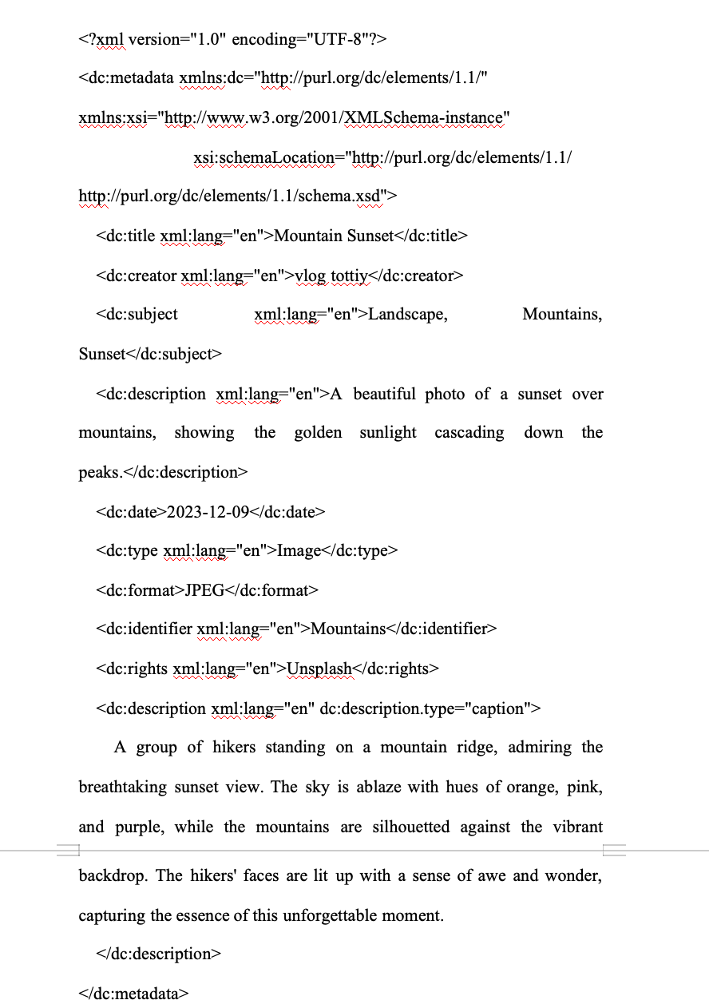 <?xml version="1.0" encoding="UTF-8"?>
<dc:metadata xmlns:dc="http://purl.org/dc/elements/1.1/"
xmlns:xsi="http://www.w3.org/2001/XMLSchema-instance"
xsi:schemaLocation="http://purl.org/dc/elements/1.1/
http://purl.org/dc/elements/1.1/schema.xsd">
<dc:title xml:lang="en">Mountain Sunset</dc:title>
<dc:creator xml:lang="en">vlog tottiy</dc:creator>
<dc:subject xml:lang="en">Landscape, Mountains,
Sunset</dc:subject>
<dc:description xml:lang="en">A beautiful photo of a sunset over
mountains, showing the golden sunlight cascading down the
peaks.</dc:description>
<dc:date>2023-12-09</dc:date>
<dc:type xml:lang="en">Image</dc:type>
<dc:format>JPEG</dc:format>
<dc:identifier xml:lang="en">Mountains</dc:identifier>
<dc:rights xml:lang="en">Unsplash</dc:rights>
<dc:description xml:lang="en" dc:description.type="caption">
A group of hikers standing on a mountain ridge, admiring the
breathtaking sunset view. The sky is ablaze with hues of orange, pink,
and purple, while the mountains are silhouetted against the vibrant
backdrop. The hikers' faces are lit up with a sense of awe and wonder,
capturing the essence of this unforgettable moment.
</dc:description>
</dc:metadata>